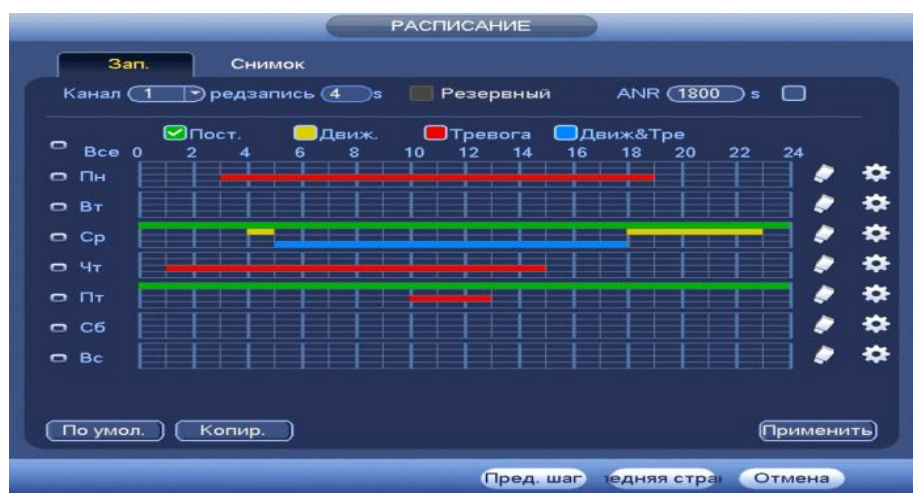 РАСПИСАНИЕ
Зап. Снимок
Канал 1 редзапись 4 s Резервный ANR 1800 s
Пост. Движ. Тревога Движ&Тре
Все 0 2 4 6 8 10 12 14 16 18 20 22 24
Пн
Вт
Ср
Чт
Пт
Сб
Вс
По умол. Копир. Применить
Пред. шаг едняя стра Отмена